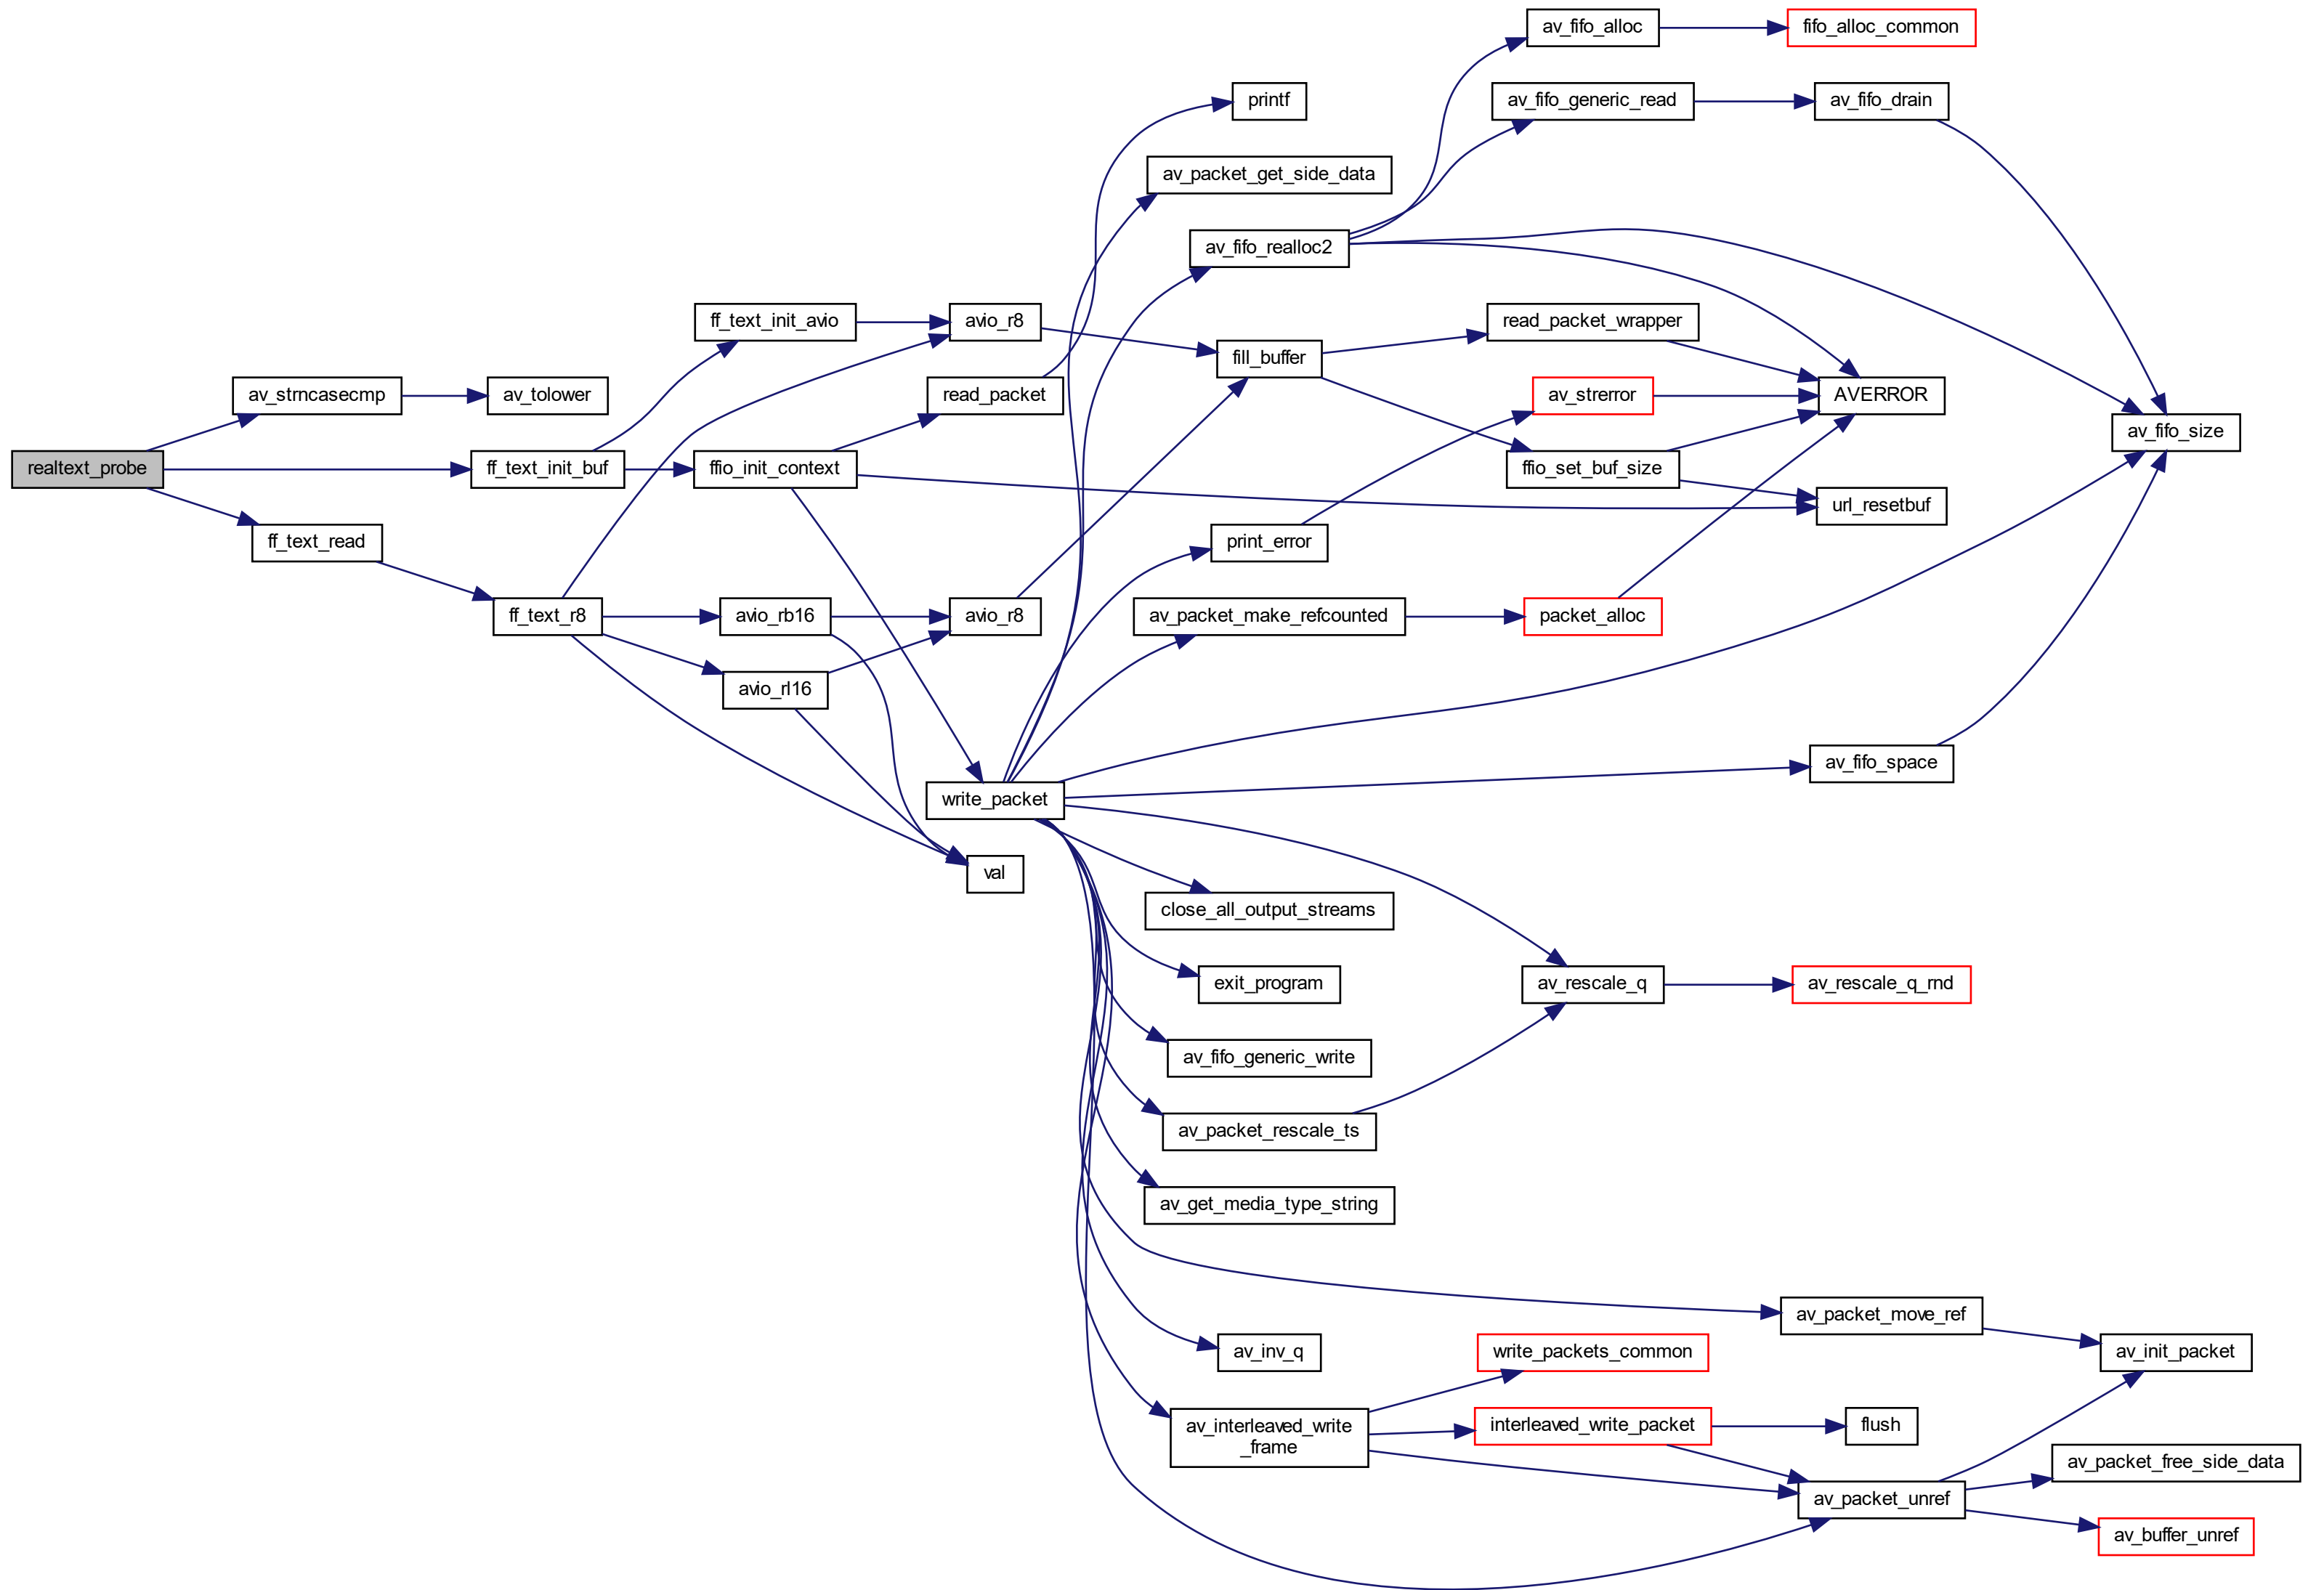 realtext_probe
av_strncasecmp
av_tolower
ff_text_init_buf
ff_text_read
ff_text_init_avio
avio_r8
ffio_init_context
read_packet
ff_text_r8
avio_rb16
avio_r8
avio_rl16
write_packet
val
printf
av_packet_get_side_data
av_fifo_realloc2
fill_buffer
print_error
av_packet_make_refcounted
close_all_output_streams
exit_program
av_fifo_generic_write
av_packet_rescale_ts
av_get_media_type_string
av_inv_q
av_interleaved_write
_frame
av_fifo_alloc
fifo_alloc_common
av_fifo_generic_read
av_fifo_drain
read_packet_wrapper
av_strerror
AVERROR
av_fifo_size
ffio_set_buf_size
url_resetbuf
packet_alloc
av_fifo_space
av_rescale_q
av_rescale_q_rnd
av_packet_move_ref
av_init_packet
write_packets_common
interleaved_write_packet
flush
av_packet_free_side_data
av_packet_unref
av_buffer_unref